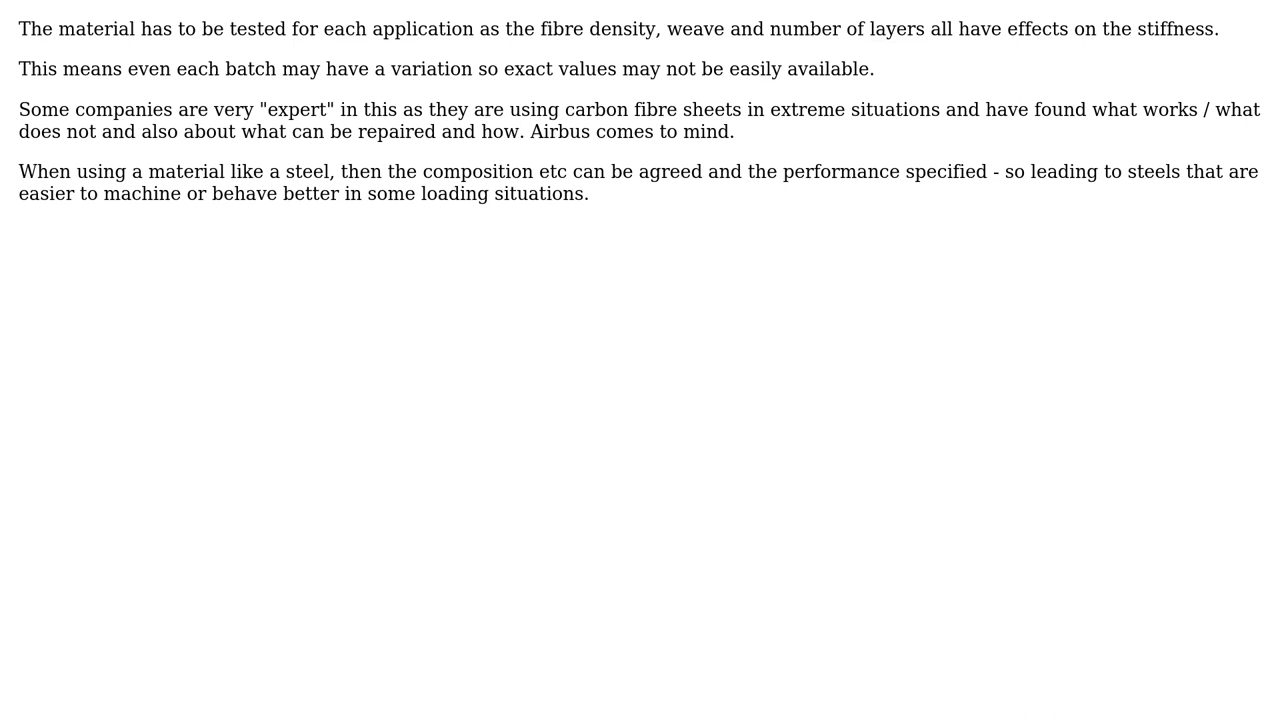 The material has to be tested for each application as the fibre density, weave and number of layers all have effects on the stiffness.
This means even each batch may have a variation so exact values may not be easily available.
Some companies are very "expert" in this as they are using carbon fibre sheets in extreme situations and have found what works / what
does not and also about what can be repaired and how. Airbus comes to mind.
When using a material like a steel, then the composition etc can be agreed and the performance specified - so leading to steels that are
easier to machine or behave better in some loading situations.